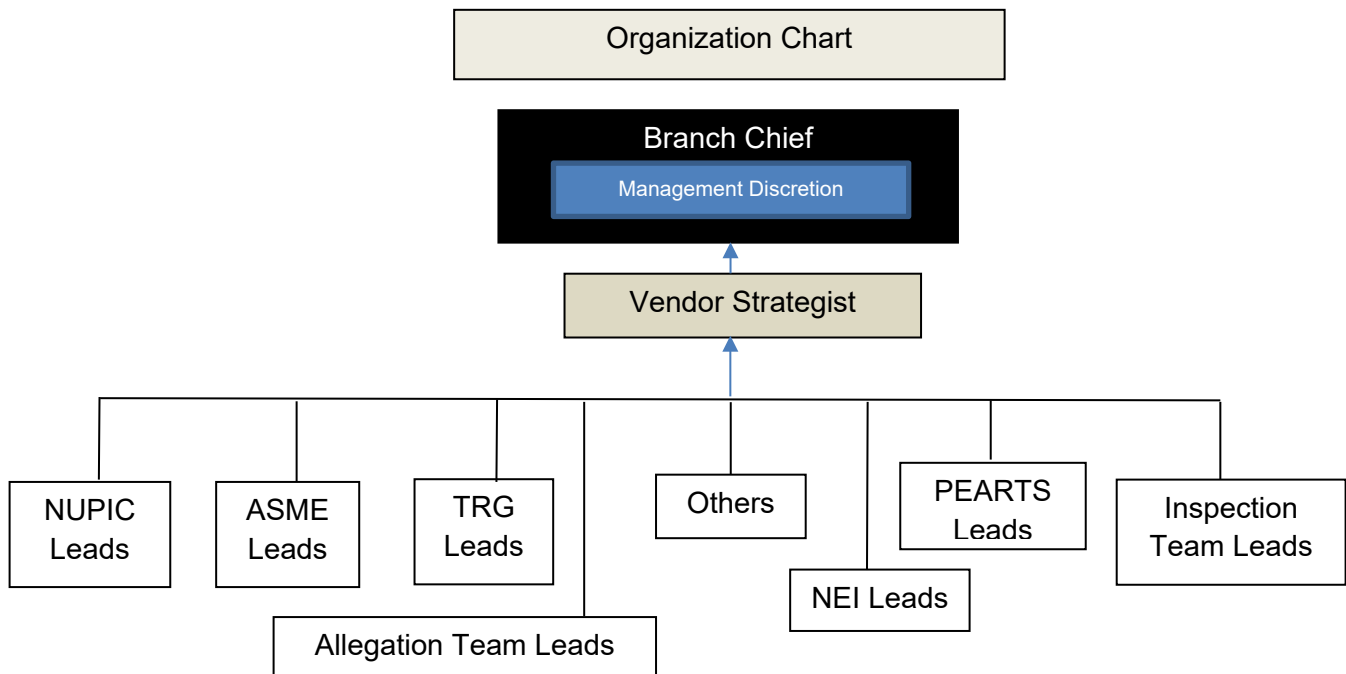 Organization Chart
Branch Chief
Management Discretion
Vendor Strategist
NUPIC
Leads
ASME
Leads
TRG
Leads
Others
PEARTS
Leads
Inspection
Team Leads
NEI Leads
Allegation Team Leads